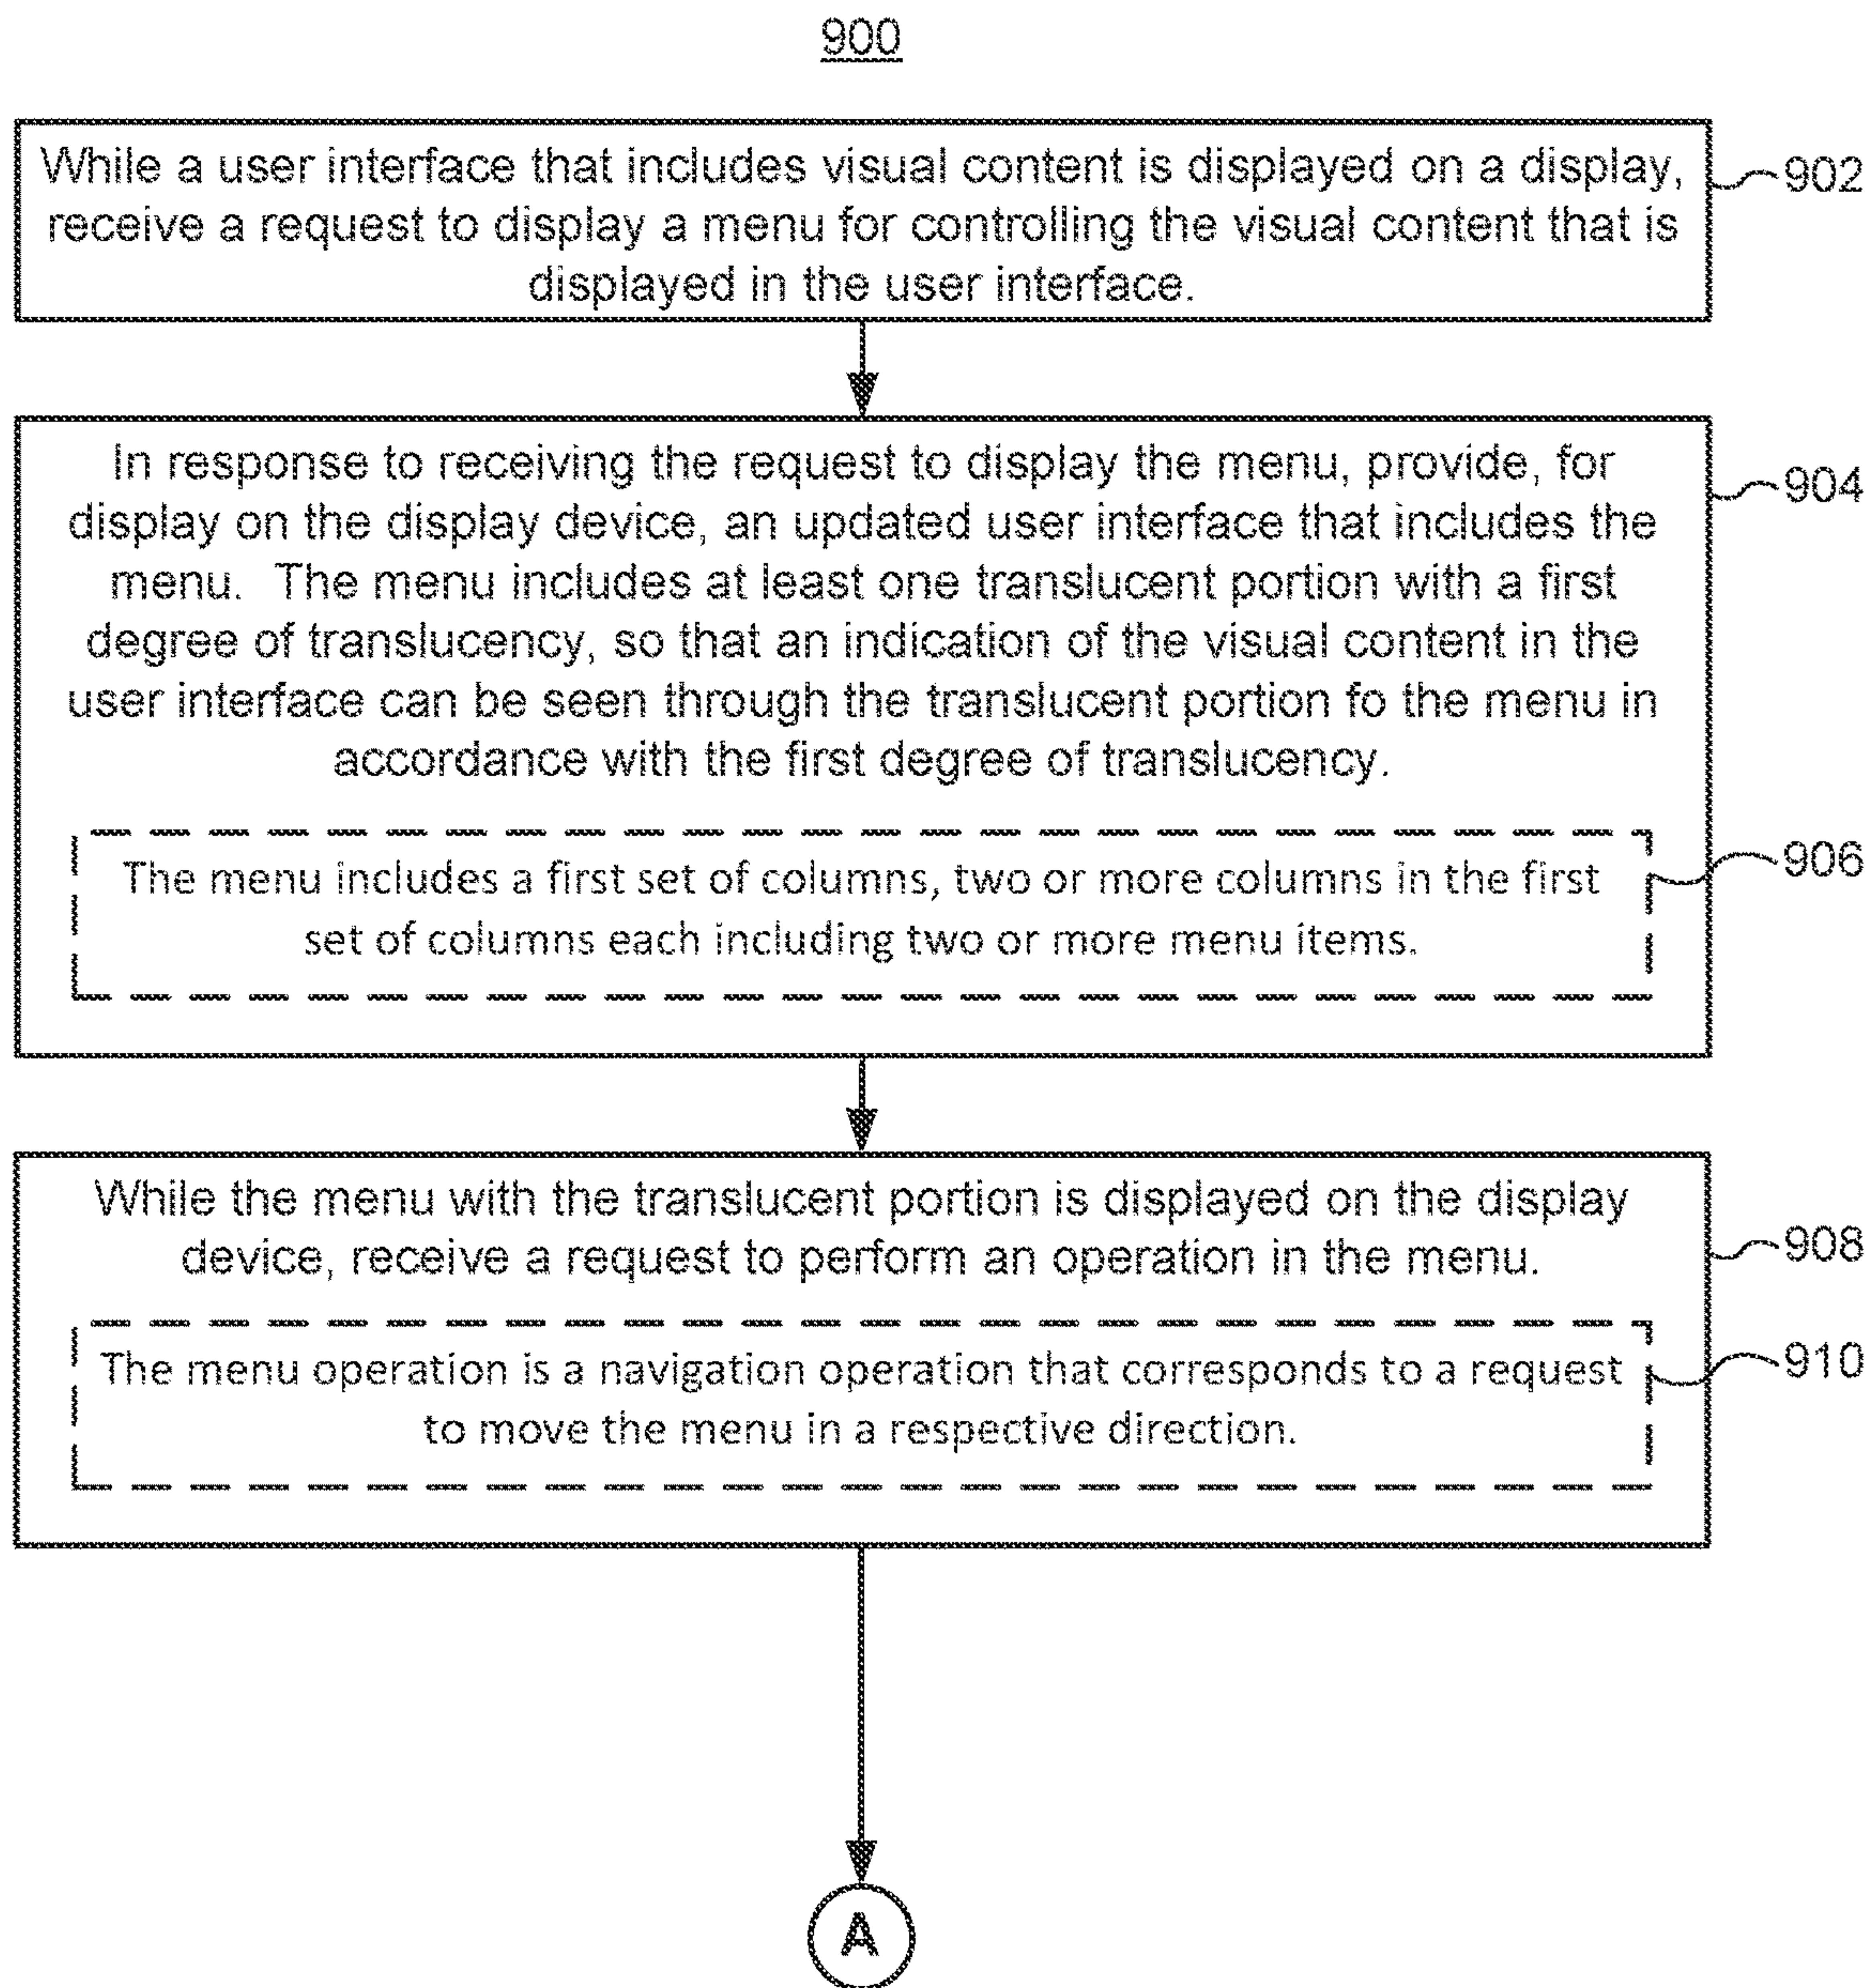 900
While a user interface that includes visual content is displayed on a display,
receive a request to display a menu for controlling the visual content that is
displayed in the user interface.
902
In response to receiving the request to display the menu, provide, for
display on the display device, an updated user interface that includes the
menu.  The menu includes at least one translucent portion with a first
degree of translucency, so that an indication of the visual content in the
user interface can be seen through the translucent portion fo the menu in
accordance with the first degree of translucency.
904
The menu includes a first set of columns, two or more columns in the first
set of columns each including two or more menu items.
906
While the menu with the translucent portion is displayed on the display
device, receive a request to perform an operation in the menu.
908
The menu operation is a navigation operation that corresponds to a request
to move the menu in a respective direction.
910
A